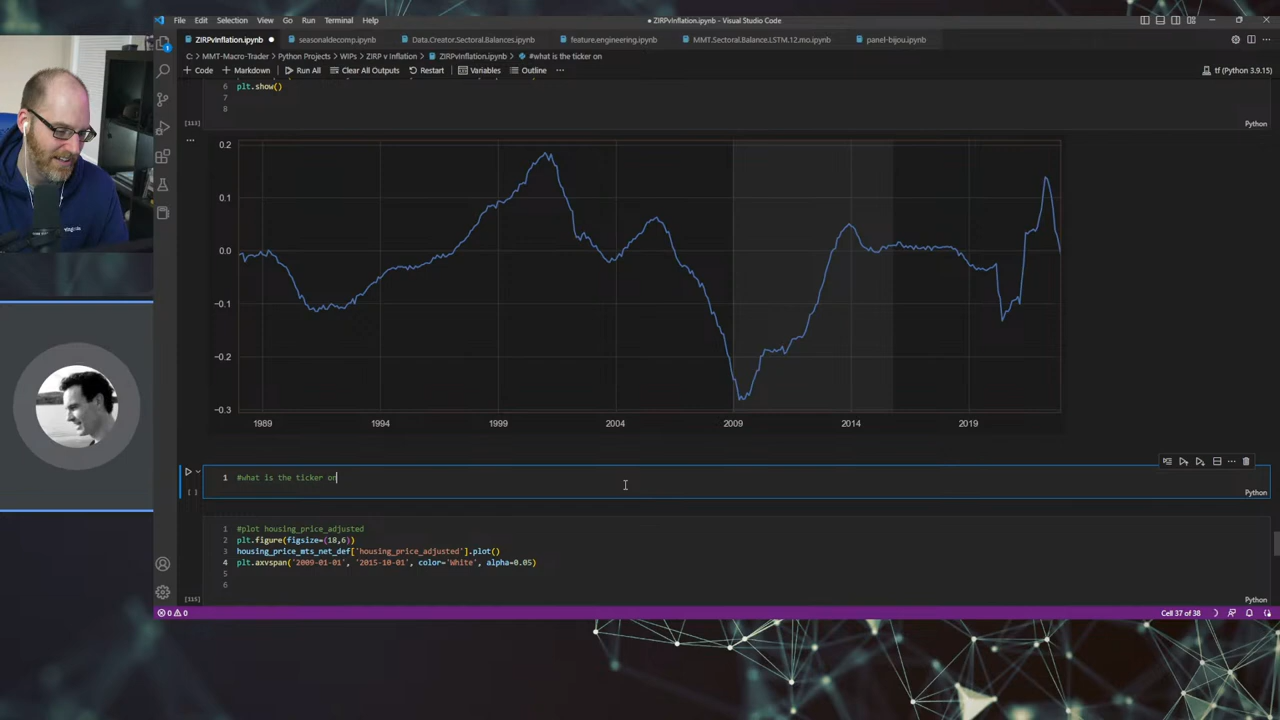 File Edit Selection View Go Run Terminal Help
● ZIRPvInflation.ipynb - Visual Studio Code
ZIRPvInflation.ipynb ● seasonaldecomp.ipynb Data.Creator.Sectoral.Balances.ipynb feature.engineering.ipynb MMT.Sectoral.Balance.LSTM.12.mo.ipynb panel-bijou.ipynb
C: > MMT-Macro-Trader > Python Projects > WIPs > ZIRP v Inflation > ZIRPvInflation.ipynb > #what is the ticker on
+ Code + Markdown Run All Clear All Outputs Restart Variables Outline ··· tf (Python 3.9.15)
6 plt.show()
7
8
[113] Python
0.2
0.1
0.0
−0.1
−0.2
−0.3
1989 1994 1999 2004 2009 2014 2019
1 #what is the ticker on
[ ] Python
1 #plot housing_price_adjusted
2 plt.figure(figsize=(18,6))
3 housing_price_mts_net_def['housing_price_adjusted'].plot()
4 plt.axvspan('2009-01-01', '2015-10-01', color='White', alpha=0.05)
5
6
[115] Python
0 0 Cell 37 of 38